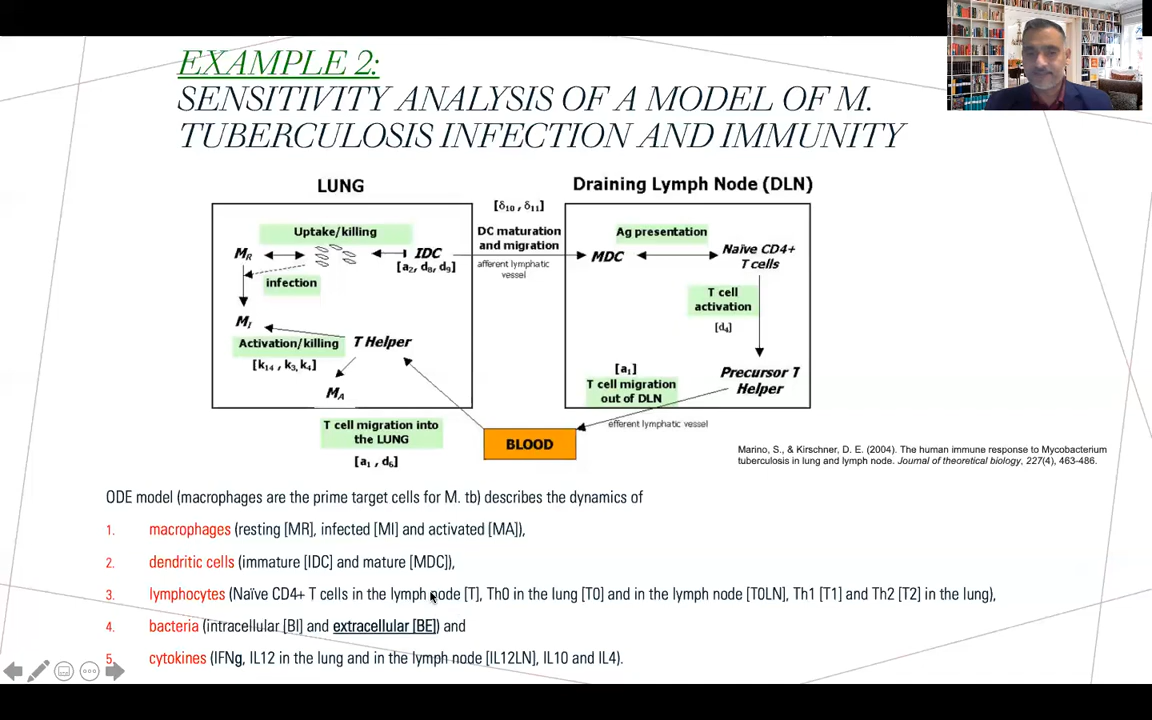 EXAMPLE 2:
SENSITIVITY ANALYSIS OF A MODEL OF M.
TUBERCULOSIS INFECTION AND IMMUNITY
LUNG
Draining Lymph Node (DLN)
[δ₁₀ , δ₁₁]
Uptake/killing
DC maturation
and migration
Ag presentation
M_R
IDC
[a₂, d₈, d₉]
afferent lymphatic
vessel
MDC
Naïve CD4+
T cells
infection
T cell
activation
[d₄]
M_I
Activation/killing
T Helper
[k₁₄ , k₃, k₄]
M_A
[a₁]
T cell migration
out of DLN
Precursor T
Helper
T cell migration into
the LUNG
[a₁ , d₆]
BLOOD
efferent lymphatic vessel
Marino, S., & Kirschner, D. E. (2004). The human immune response to Mycobacterium
tuberculosis in lung and lymph node. Journal of theoretical biology, 227(4), 463-486.
ODE model (macrophages are the prime target cells for M. tb) describes the dynamics of
1. macrophages (resting [MR], infected [MI] and activated [MA]),
2. dendritic cells (immature [IDC] and mature [MDC]),
3. lymphocytes (Naïve CD4+ T cells in the lymph node [T], Th0 in the lung [T0] and in the lymph node [T0LN], Th1 [T1] and Th2 [T2] in the lung),
4. bacteria (intracellular [BI] and extracellular [BE]) and
5. cytokines (IFNg, IL12 in the lung and in the lymph node [IL12LN], IL10 and IL4).